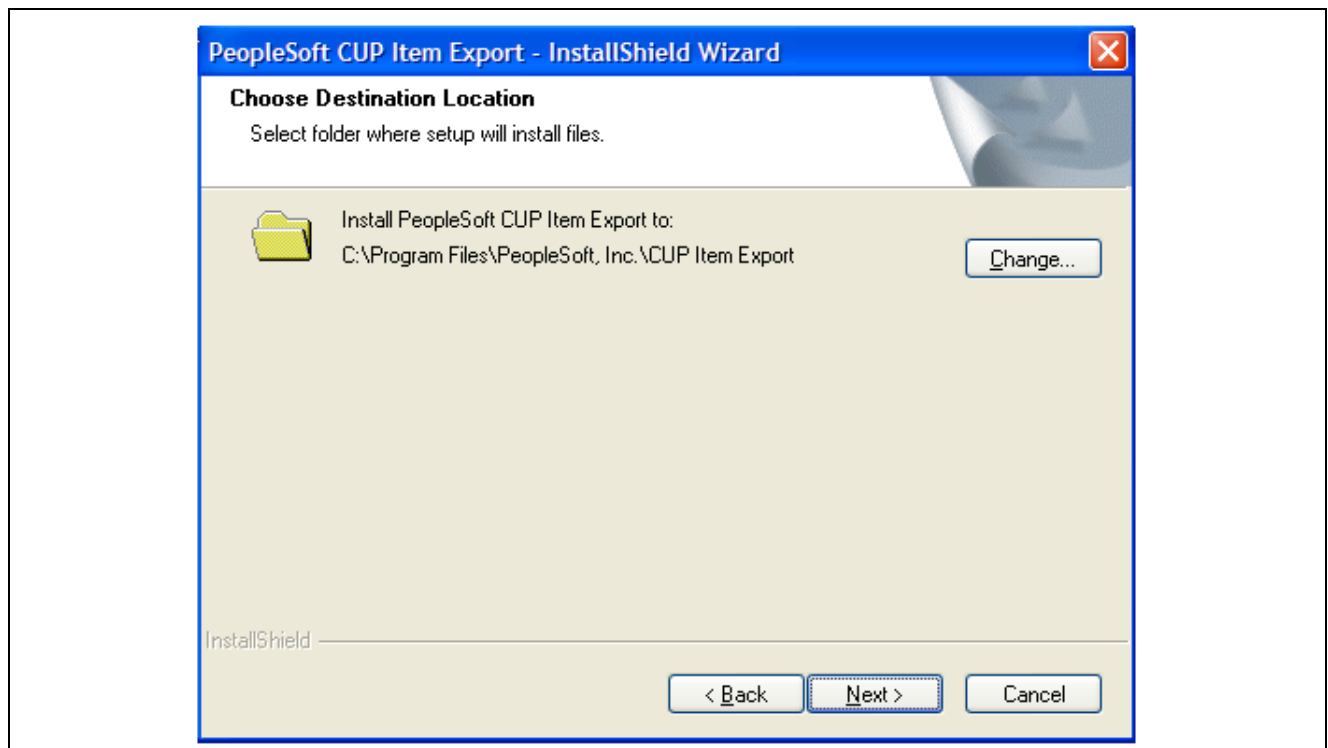 PeopleSoft CUP Item Export - InstallShield Wizard
Choose Destination Location
Select folder where setup will install files.
Install PeopleSoft CUP Item Export to:
C:\Program Files\PeopleSoft, Inc.\CUP Item Export
Change...
InstallShield
< Back
Next >
Cancel